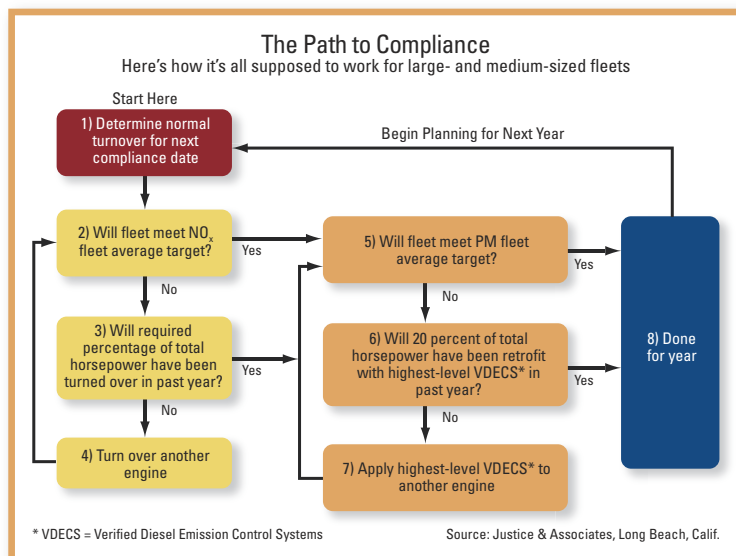 The Path to Compliance
Here's how it's all supposed to work for large- and medium-sized fleets
Start Here
1) Determine normal
turnover for next
compliance date
Begin Planning for Next Year
2) Will fleet meet NOx
fleet average target?
Yes
No
3) Will required
percentage of total
horsepower have been
turned over in past year?
Yes
No
4) Turn over another
engine
5) Will fleet meet PM fleet
average target?
Yes
No
6) Will 20 percent of total
horsepower have been retrofit
with highest-level VDECS* in
past year?
Yes
No
7) Apply highest-level VDECS* to
another engine
8) Done
for year
* VDECS = Verified Diesel Emission Control Systems
Source: Justice & Associates, Long Beach, Calif.